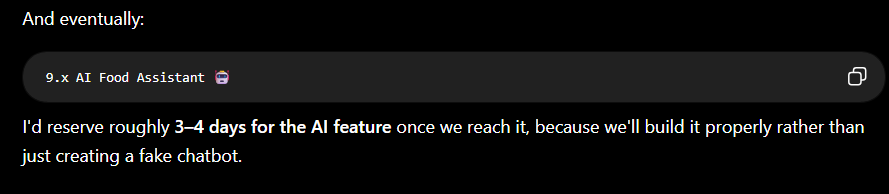 And eventually:
9.x AI Food Assistant 🤖
I'd reserve roughly 3–4 days for the AI feature once we reach it, because we'll build it properly rather than
just creating a fake chatbot.